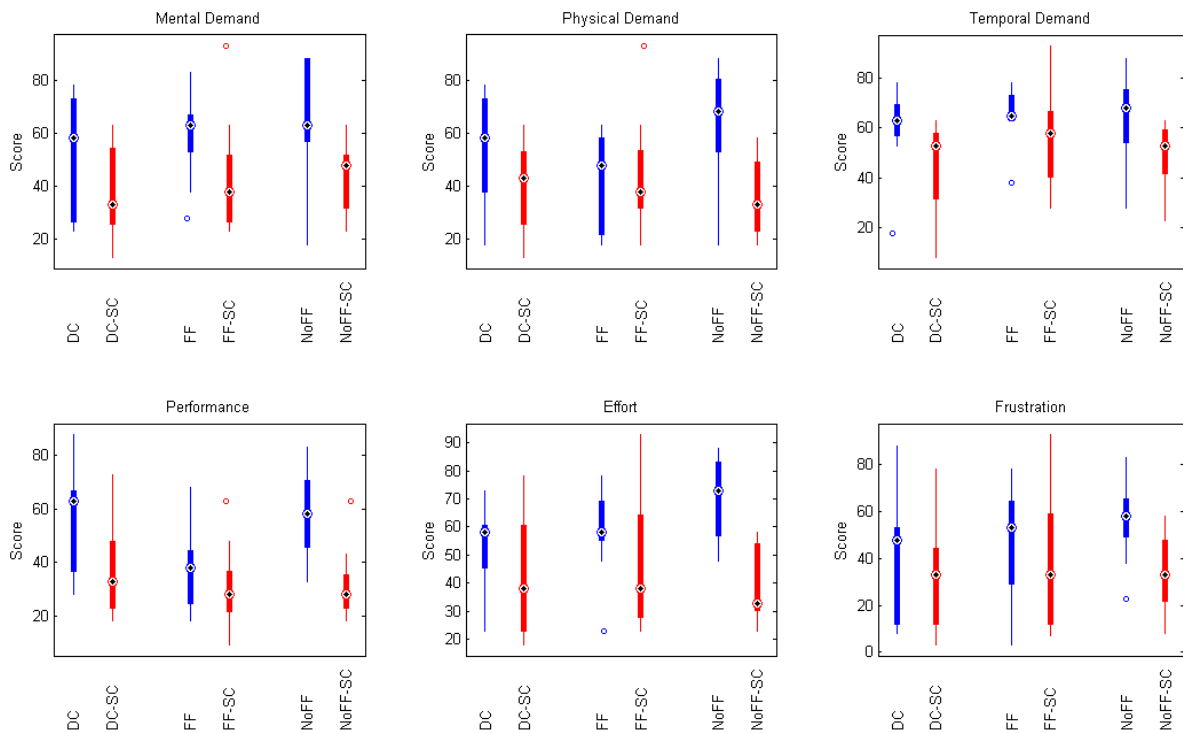 Mental Demand
Score
80
60
40
20
DC
DC-SC
FF
FF-SC
NoFF
NoFF-SC
Physical Demand
Score
80
60
40
20
DC
DC-SC
FF
FF-SC
NoFF
NoFF-SC
Temporal Demand
Score
80
60
40
20
DC
DC-SC
FF
FF-SC
NoFF
NoFF-SC
Performance
Score
80
60
40
20
DC
DC-SC
FF
FF-SC
NoFF
NoFF-SC
Effort
Score
90
80
70
60
50
40
30
20
DC
DC-SC
FF
FF-SC
NoFF
NoFF-SC
Frustration
Score
80
60
40
20
0
DC
DC-SC
FF
FF-SC
NoFF
NoFF-SC